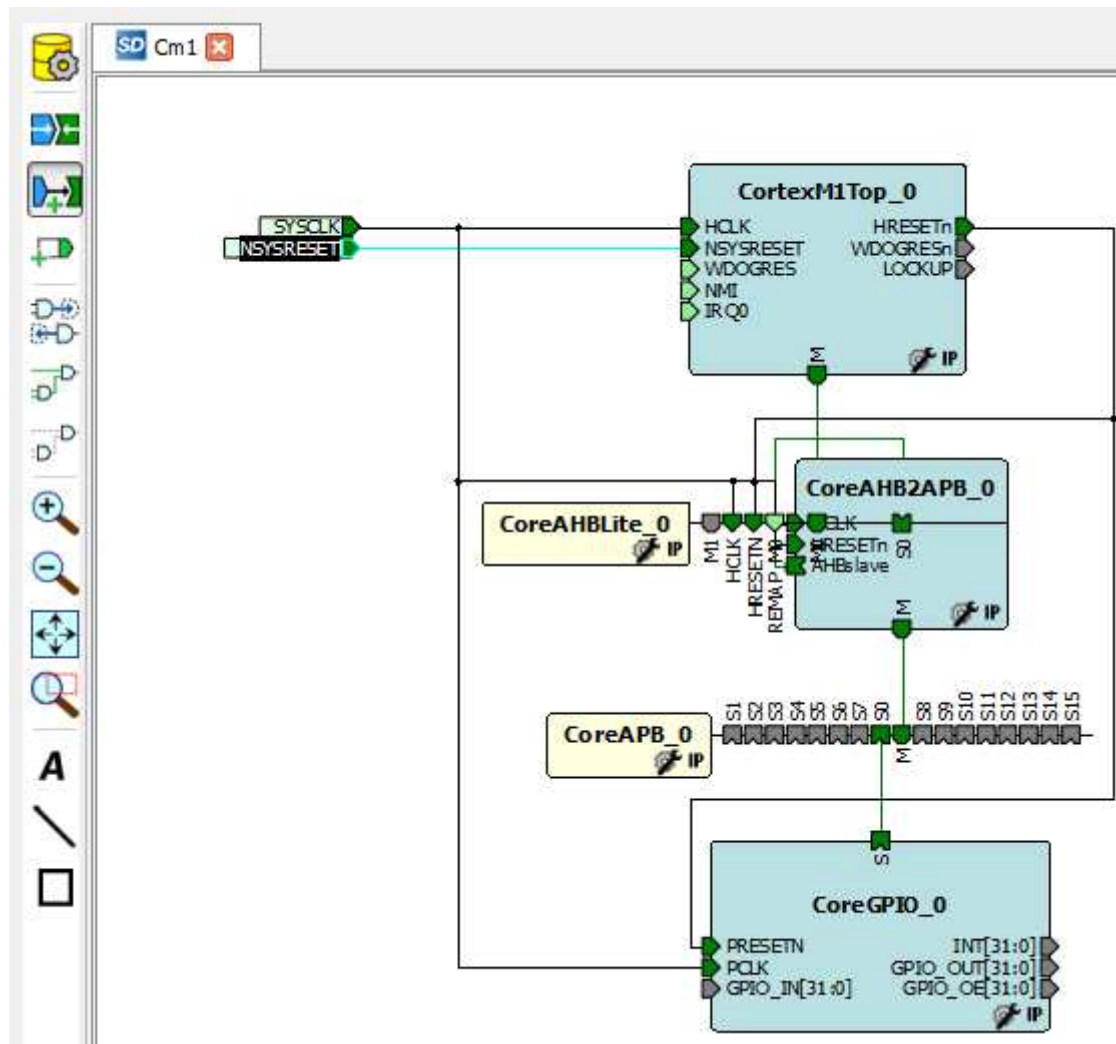 SD Cm1
CortexM1Top_0
SYSCLK
NSYSRESET
HCLK HRESETn
NSYSRESET WDOGRESn
WDOGRES LOCKUP
NMI
IRQ0
M
IP
CoreAHB2APB_0
CoreAHBLite_0
IP
M1
HCLK
HRESETN
REMAP_M0
CLK
HRESETn
AHBslave
S0
M
IP
S1 S2 S3 S4 S5 S6 S7 S0 S8 S9 S10 S11 S12 S13 S14 S15
CoreAPB_0
M
IP
S
CoreGPIO_0
PRESETN INT[31:0]
PCLK GPIO_OUT[31:0]
GPIO_IN[31:0] GPIO_OE[31:0]
IP
A